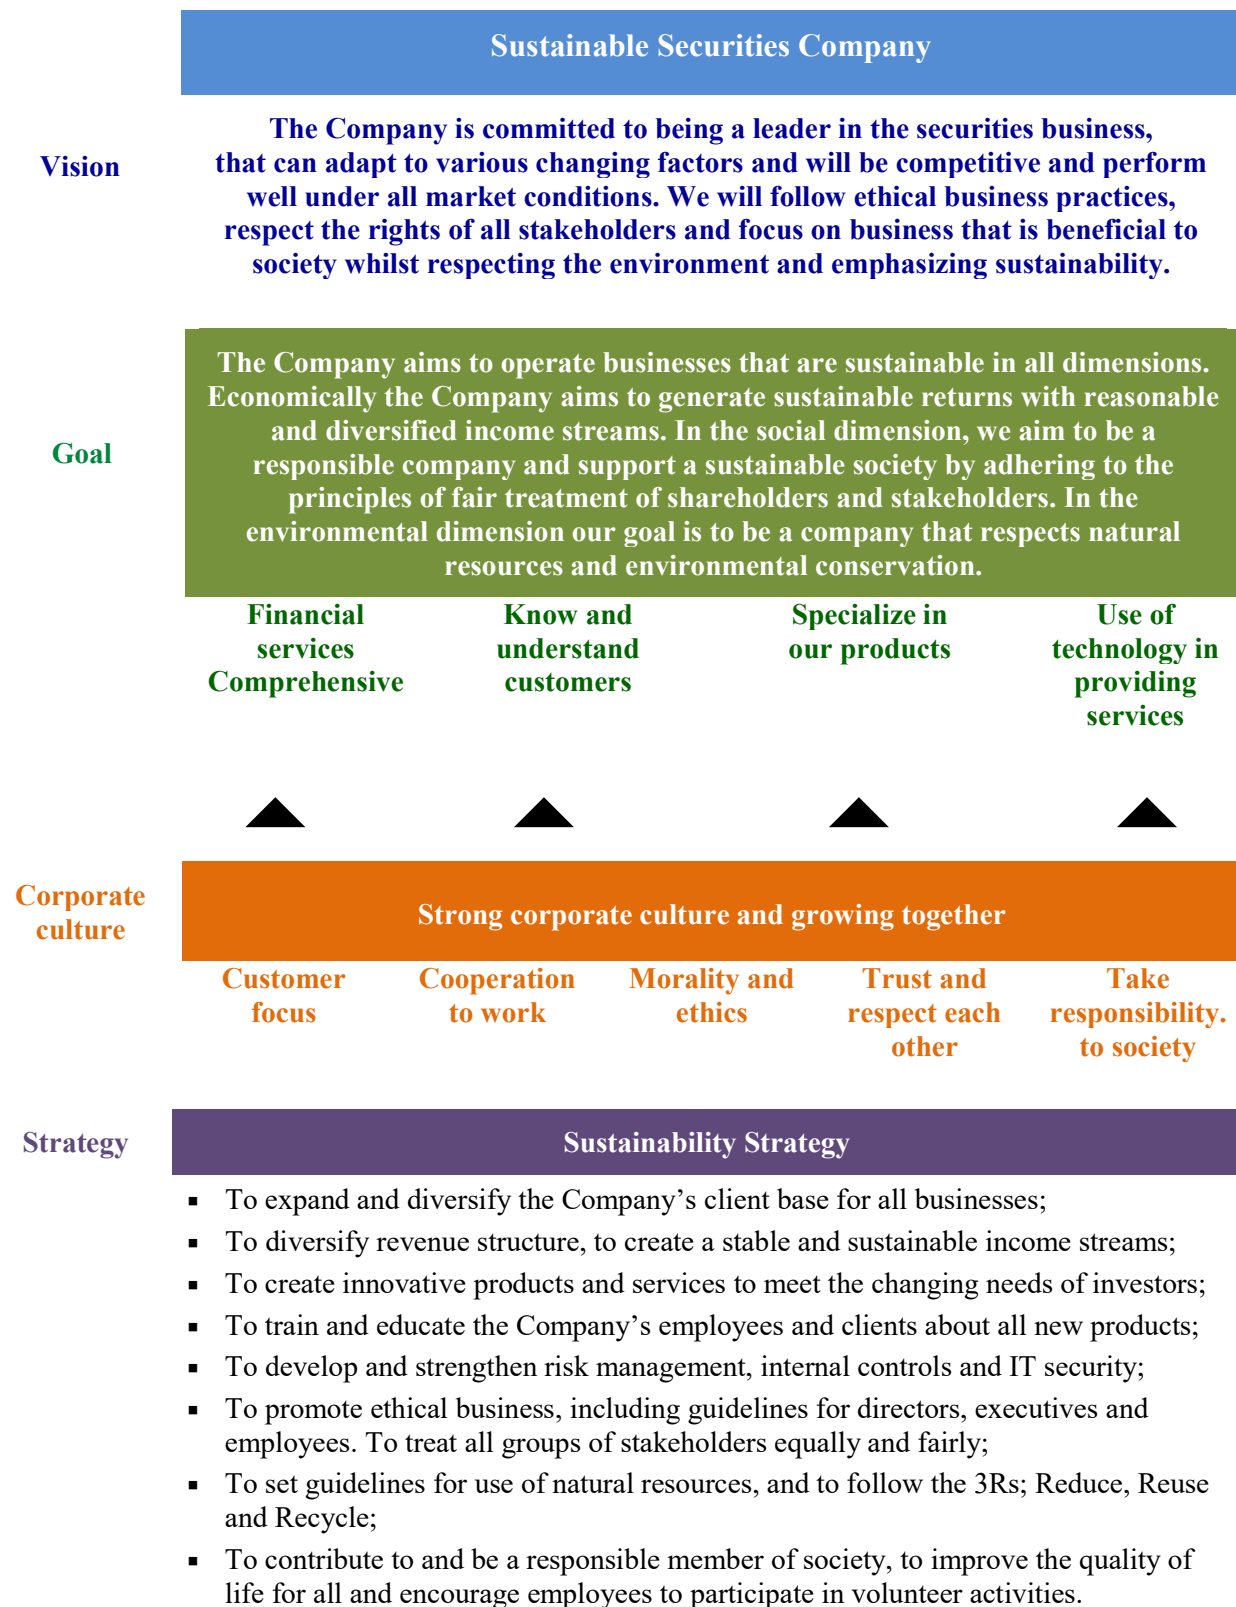 Sustainable Securities Company
Vision
The Company is committed to being a leader in the securities business,
that can adapt to various changing factors and will be competitive and perform
well under all market conditions. We will follow ethical business practices,
respect the rights of all stakeholders and focus on business that is beneficial to
society whilst respecting the environment and emphasizing sustainability.
Goal
The Company aims to operate businesses that are sustainable in all dimensions.
Economically the Company aims to generate sustainable returns with reasonable
and diversified income streams. In the social dimension, we aim to be a
responsible company and support a sustainable society by adhering to the
principles of fair treatment of shareholders and stakeholders. In the
environmental dimension our goal is to be a company that respects natural
resources and environmental conservation.
Financial
services
Comprehensive
Know and
understand
customers
Specialize in
our products
Use of
technology in
providing
services
Corporate
culture
Strong corporate culture and growing together
Customer
focus
Cooperation
to work
Morality and
ethics
Trust and
respect each
other
Take
responsibility.
to society
Strategy
Sustainability Strategy
▪ To expand and diversify the Company’s client base for all businesses;
▪ To diversify revenue structure, to create a stable and sustainable income streams;
▪ To create innovative products and services to meet the changing needs of investors;
▪ To train and educate the Company’s employees and clients about all new products;
▪ To develop and strengthen risk management, internal controls and IT security;
▪ To promote ethical business, including guidelines for directors, executives and
employees. To treat all groups of stakeholders equally and fairly;
▪ To set guidelines for use of natural resources, and to follow the 3Rs; Reduce, Reuse
and Recycle;
▪ To contribute to and be a responsible member of society, to improve the quality of
life for all and encourage employees to participate in volunteer activities.